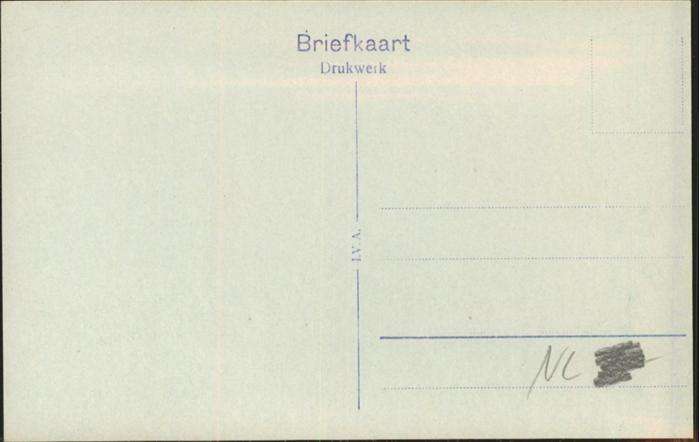 Briefkaart
Drukwerk
I.V.A.
NL